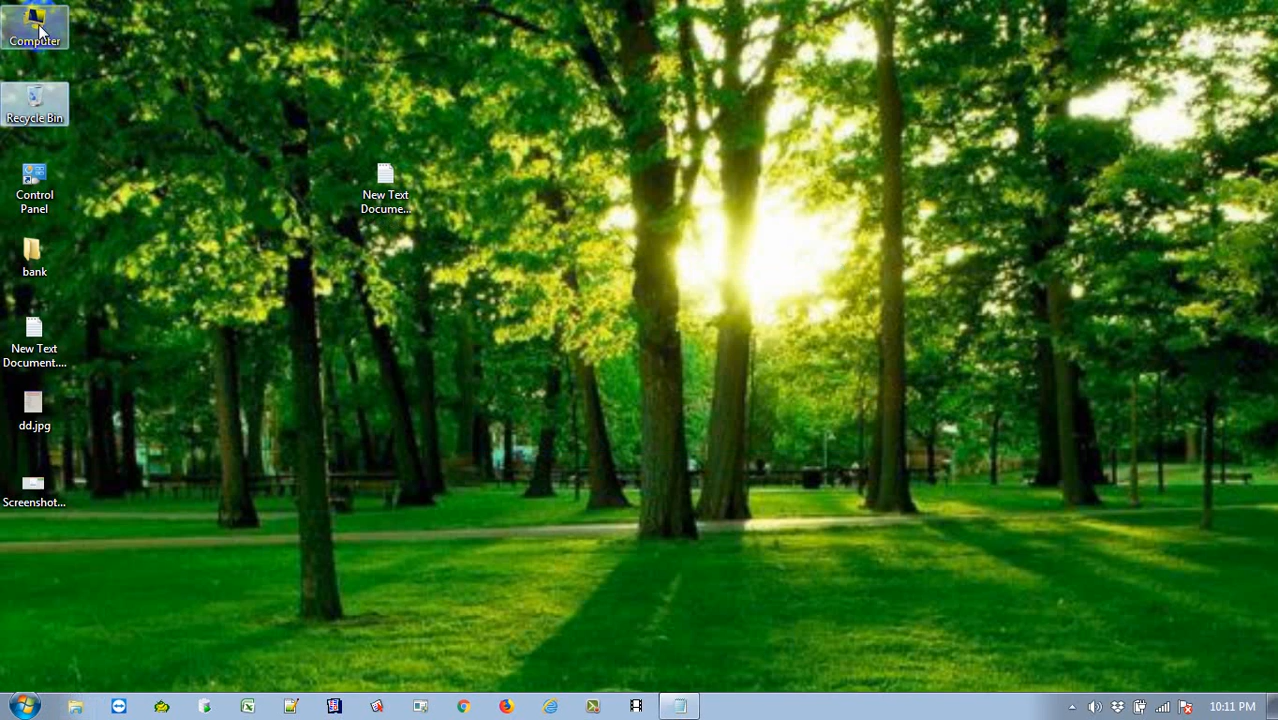 Computer
Recycle Bin
Control
Panel
New Text
Docume...
bank
New Text
Document....
dd.jpg
Screenshot...
10:11 PM